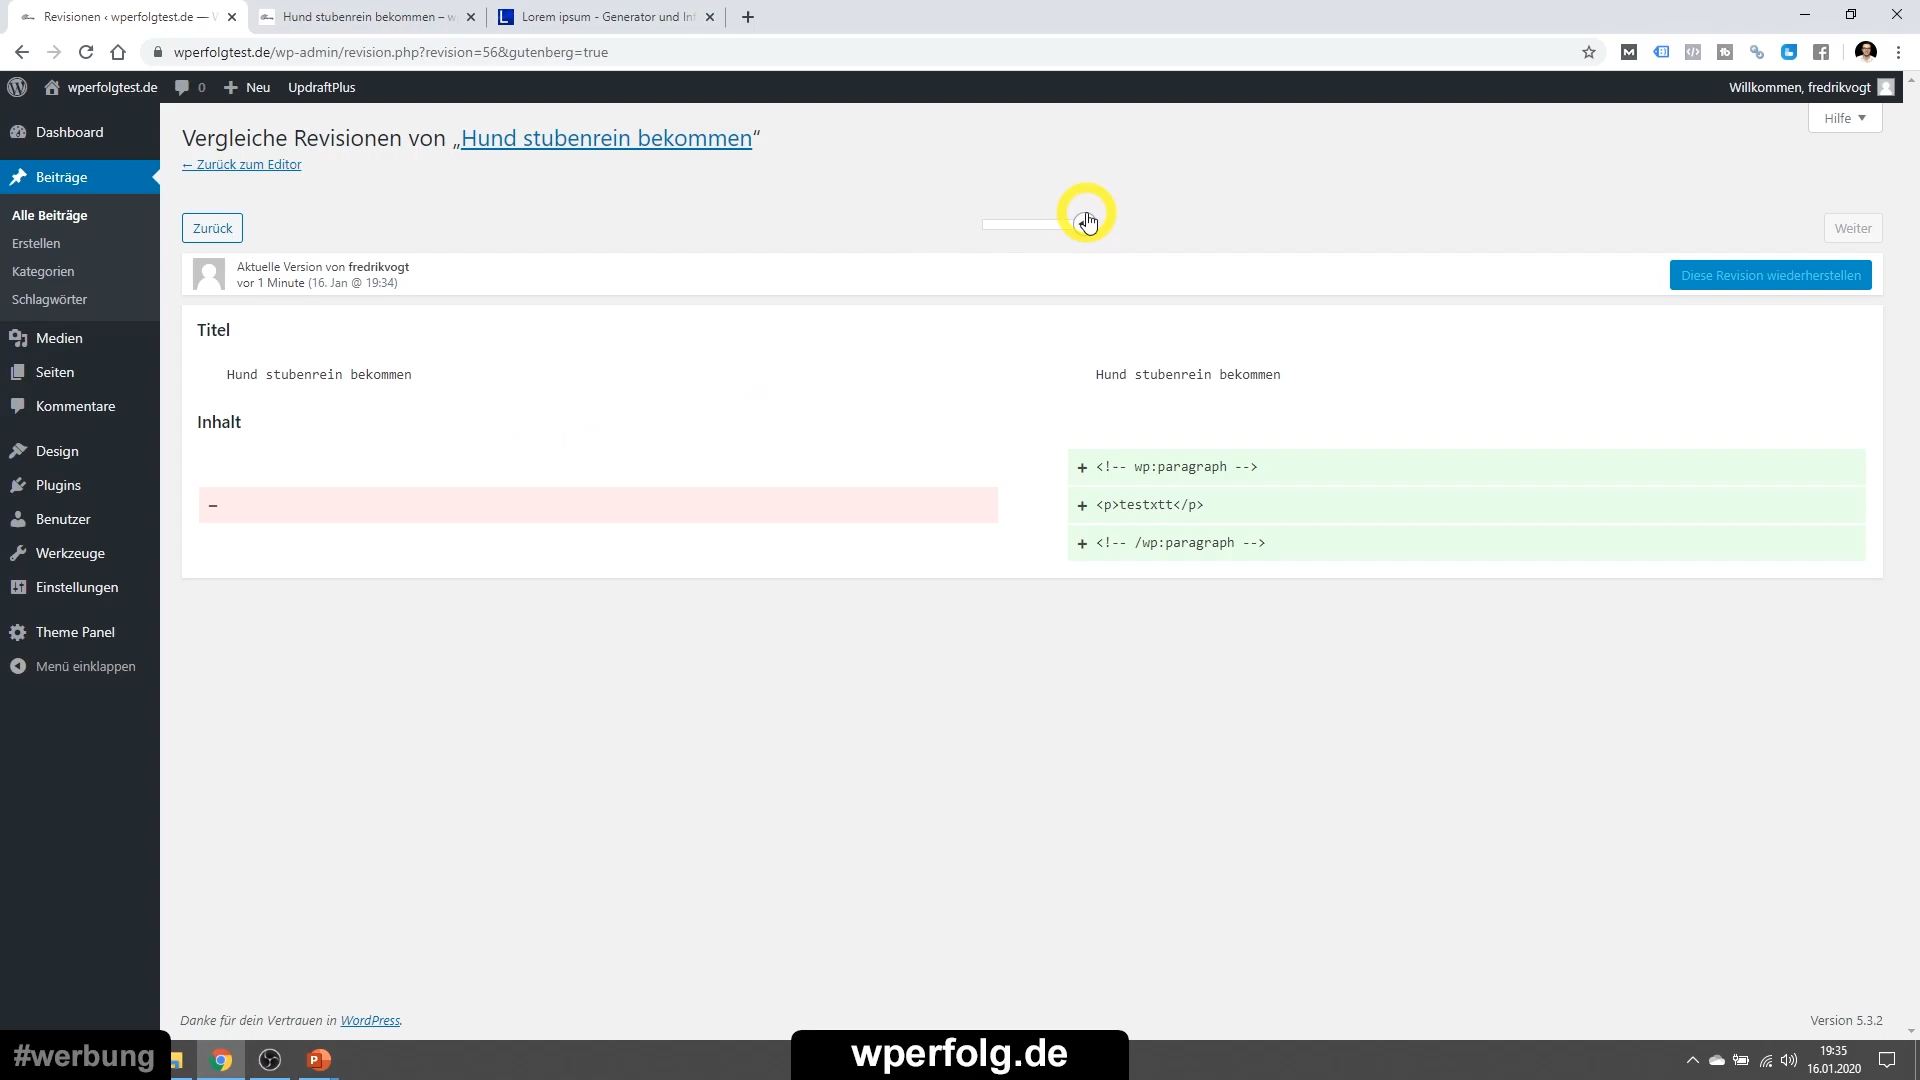 Revisionen ‹ wperfolgtest.de — W
Hund stubenrein bekommen – w
Lorem ipsum - Generator und Inf
wperfolgtest.de/wp-admin/revision.php?revision=56&gutenberg=true
wperfolgtest.de
0
Neu
UpdraftPlus
Willkommen, fredrikvogt
Dashboard
Beiträge
Alle Beiträge
Erstellen
Kategorien
Schlagwörter
Medien
Seiten
Kommentare
Design
Plugins
Benutzer
Werkzeuge
Einstellungen
Theme Panel
Menü einklappen
Hilfe
Vergleiche Revisionen von „Hund stubenrein bekommen“
← Zurück zum Editor
Zurück
Weiter
Aktuelle Version von fredrikvogt
vor 1 Minute (16. Jan @ 19:34)
Diese Revision wiederherstellen
Titel
Hund stubenrein bekommen
Hund stubenrein bekommen
Inhalt
+ <!-- wp:paragraph -->
−
+ <p>testxtt</p>
+ <!-- /wp:paragraph -->
Danke für dein Vertrauen in WordPress.
Version 5.3.2
#werbung
wperfolg.de
19:35
16.01.2020